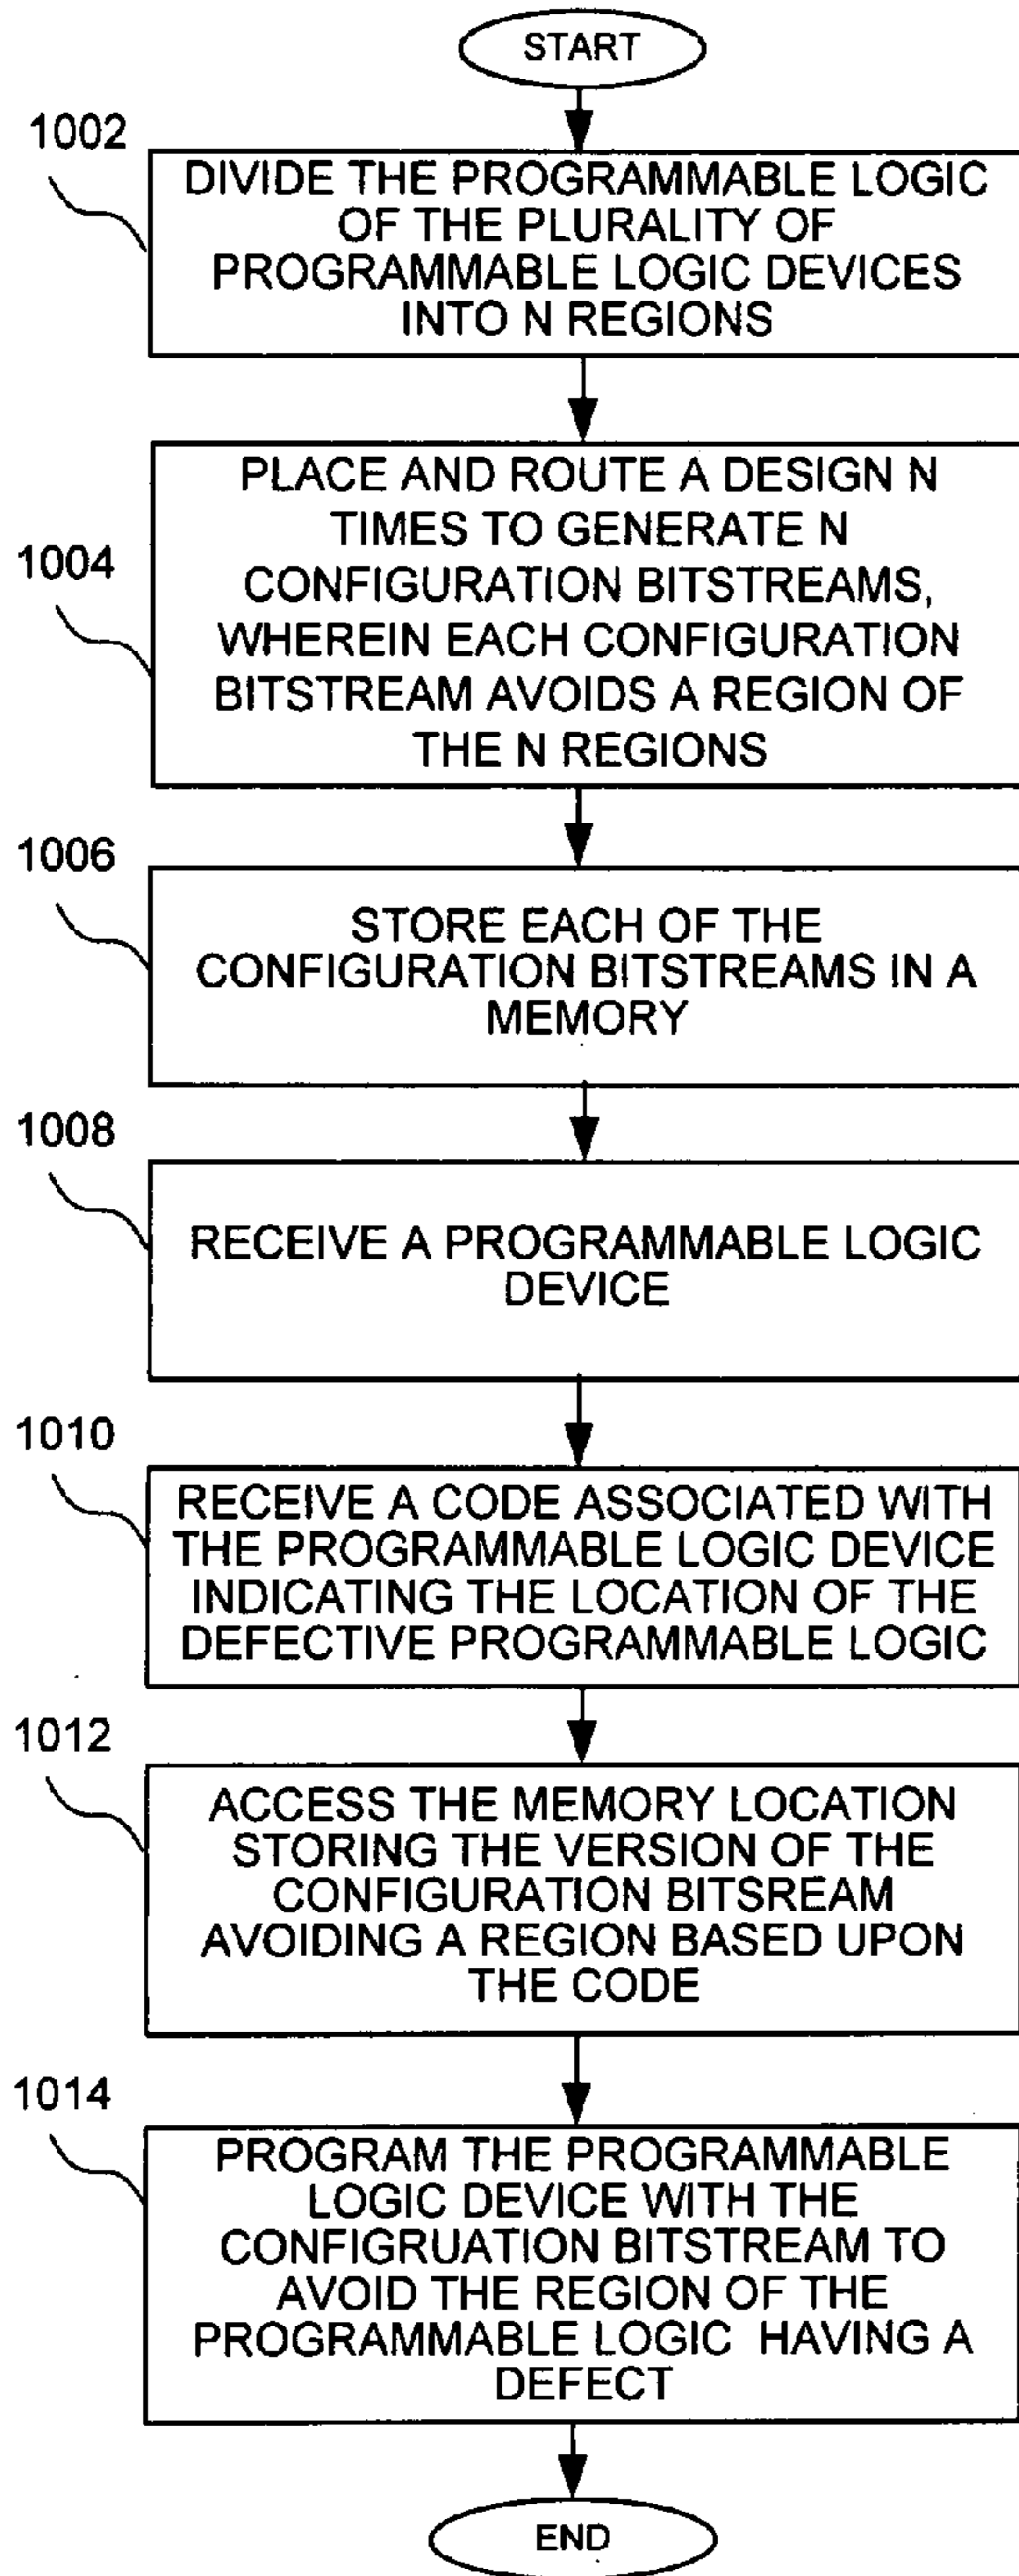 START
1002
DIVIDE THE PROGRAMMABLE LOGIC
OF THE PLURALITY OF
PROGRAMMABLE LOGIC DEVICES
INTO N REGIONS
1004
PLACE AND ROUTE A DESIGN N
TIMES TO GENERATE N
CONFIGURATION BITSTREAMS,
WHEREIN EACH CONFIGURATION
BITSTREAM AVOIDS A REGION OF
THE N REGIONS
1006
STORE EACH OF THE
CONFIGURATION BITSTREAMS IN A
MEMORY
1008
RECEIVE A PROGRAMMABLE LOGIC
DEVICE
1010
RECEIVE A CODE ASSOCIATED WITH
THE PROGRAMMABLE LOGIC DEVICE
INDICATING THE LOCATION OF THE
DEFECTIVE PROGRAMMABLE LOGIC
1012
ACCESS THE MEMORY LOCATION
STORING THE VERSION OF THE
CONFIGURATION BITSREAM
AVOIDING A REGION BASED UPON
THE CODE
1014
PROGRAM THE PROGRAMMABLE
LOGIC DEVICE WITH THE
CONFIGRUATION BITSTREAM TO
AVOID THE REGION OF THE
PROGRAMMABLE LOGIC HAVING A
DEFECT
END